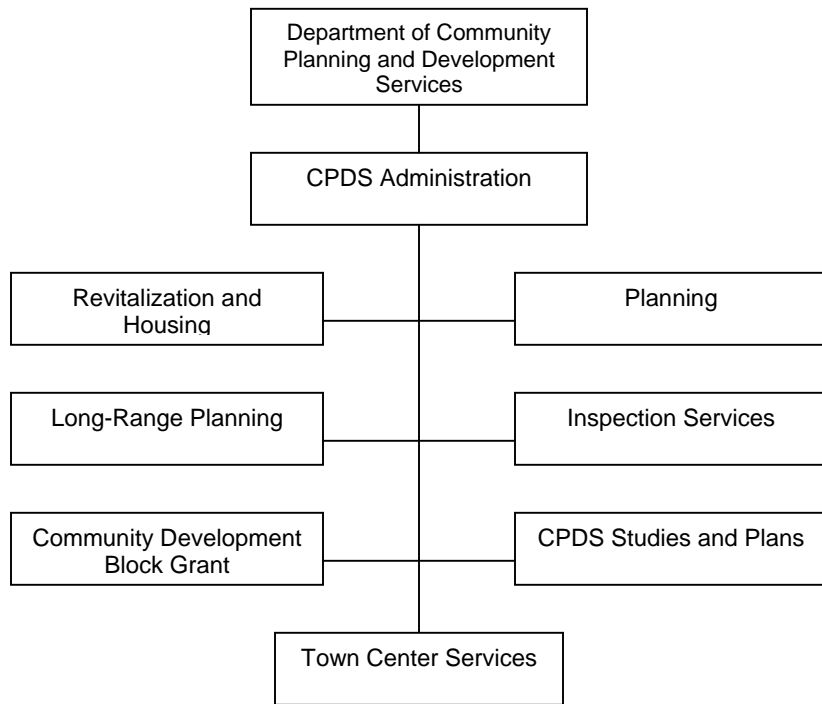 Department of Community
Planning and Development
Services
CPDS Administration
Revitalization and
Housing
Planning
Long-Range Planning
Inspection Services
Community Development
Block Grant
CPDS Studies and Plans
Town Center Services